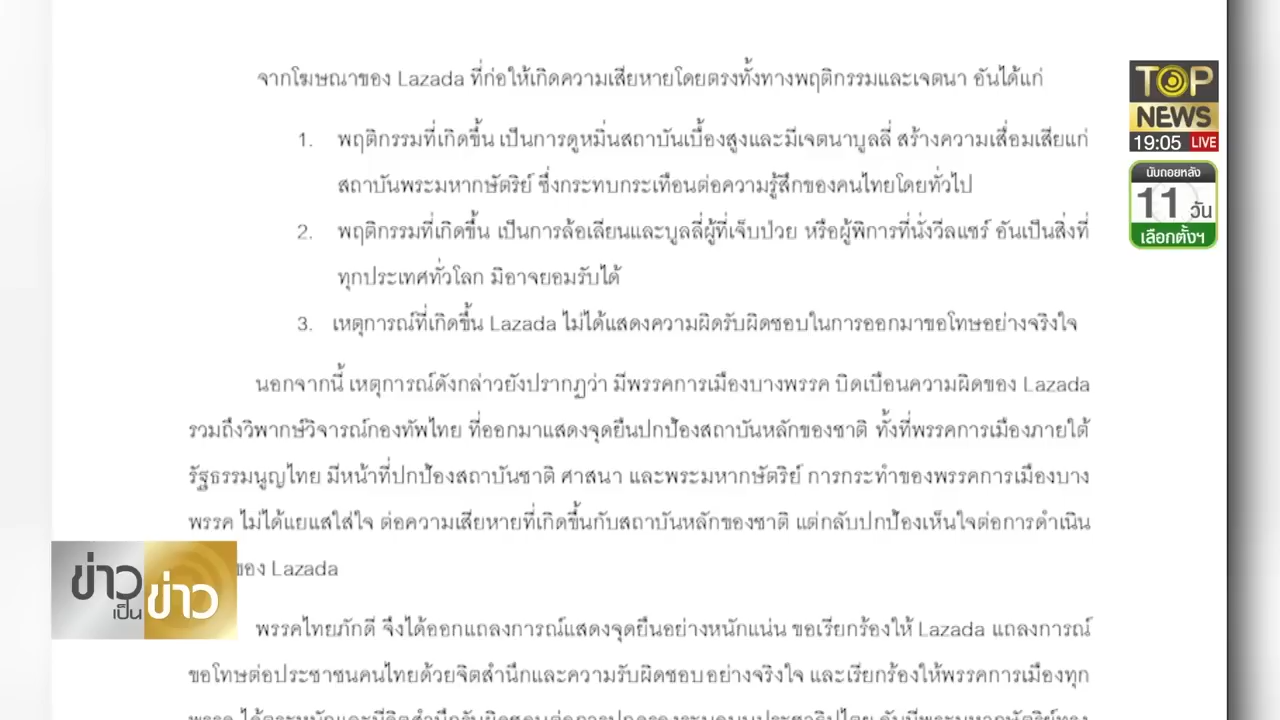 จากโฆษณาของ Lazada ที่ก่อให้เกิดความเสียหายโดยตรงทั้งทางพฤติกรรมและเจตนา อันได้แก่
1. พฤติกรรมที่เกิดขึ้น เป็นการดูหมิ่นสถาบันเบื้องสูงและมีเจตนาบูลลี่ สร้างความเสื่อมเสียแก่
สถาบันพระมหากษัตริย์ ซึ่งกระทบกระเทือนต่อความรู้สึกของคนไทยโดยทั่วไป
2. พฤติกรรมที่เกิดขึ้น เป็นการล้อเลียนและบูลลี่ผู้ที่เจ็บป่วย หรือผู้พิการที่นั่งวีลแชร์ อันเป็นสิ่งที่
ทุกประเทศทั่วโลก มิอาจยอมรับได้
3. เหตุการณ์ที่เกิดขึ้น Lazada ไม่ได้แสดงความผิดรับผิดชอบในการออกมาขอโทษอย่างจริงใจ
นอกจากนี้ เหตุการณ์ดังกล่าวยังปรากฏว่า มีพรรคการเมืองบางพรรค บิดเบือนความผิดของ Lazada
รวมถึงวิพากษ์วิจารณ์กองทัพไทย ที่ออกมาแสดงจุดยืนปกป้องสถาบันหลักของชาติ ทั้งที่พรรคการเมืองภายใต้
รัฐธรรมนูญไทย มีหน้าที่ปกป้องสถาบันชาติ ศาสนา และพระมหากษัตริย์ การกระทำของพรรคการเมืองบาง
พรรค ไม่ได้แยแสใส่ใจ ต่อความเสียหายที่เกิดขึ้นกับสถาบันหลักของชาติ แต่กลับปกป้องเห็นใจต่อการดำเนิน
ของ Lazada
พรรคไทยภักดี จึงได้ออกแถลงการณ์แสดงจุดยืนอย่างหนักแน่น ขอเรียกร้องให้ Lazada แถลงการณ์
ขอโทษต่อประชาชนคนไทยด้วยจิตสำนึกและความรับผิดชอบ อย่างจริงใจ และเรียกร้องให้พรรคการเมืองทุก
TOP
NEWS
19:05 LIVE
นับถอยหลัง
11 วัน
เลือกตั้งฯ
ข่าว
เป็น
ข่าว